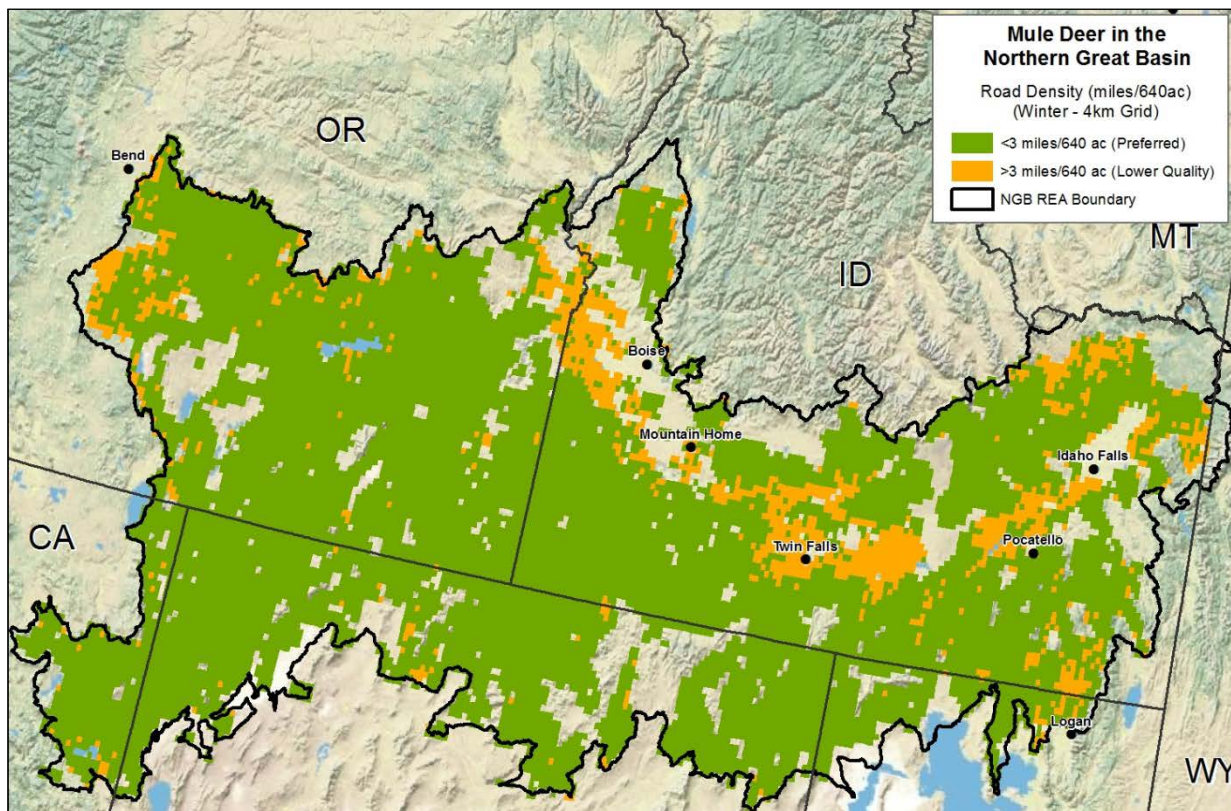 Mule Deer in the
Northern Great Basin
Road Density (miles/640ac)
(Winter - 4km Grid)
<3 miles/640 ac (Preferred)
>3 miles/640 ac (Lower Quality)
NGB REA Boundary
OR
Bend
MT
ID
Boise
Mountain Home
Idaho Falls
CA
Twin Falls
Pocatello
Logan
WY